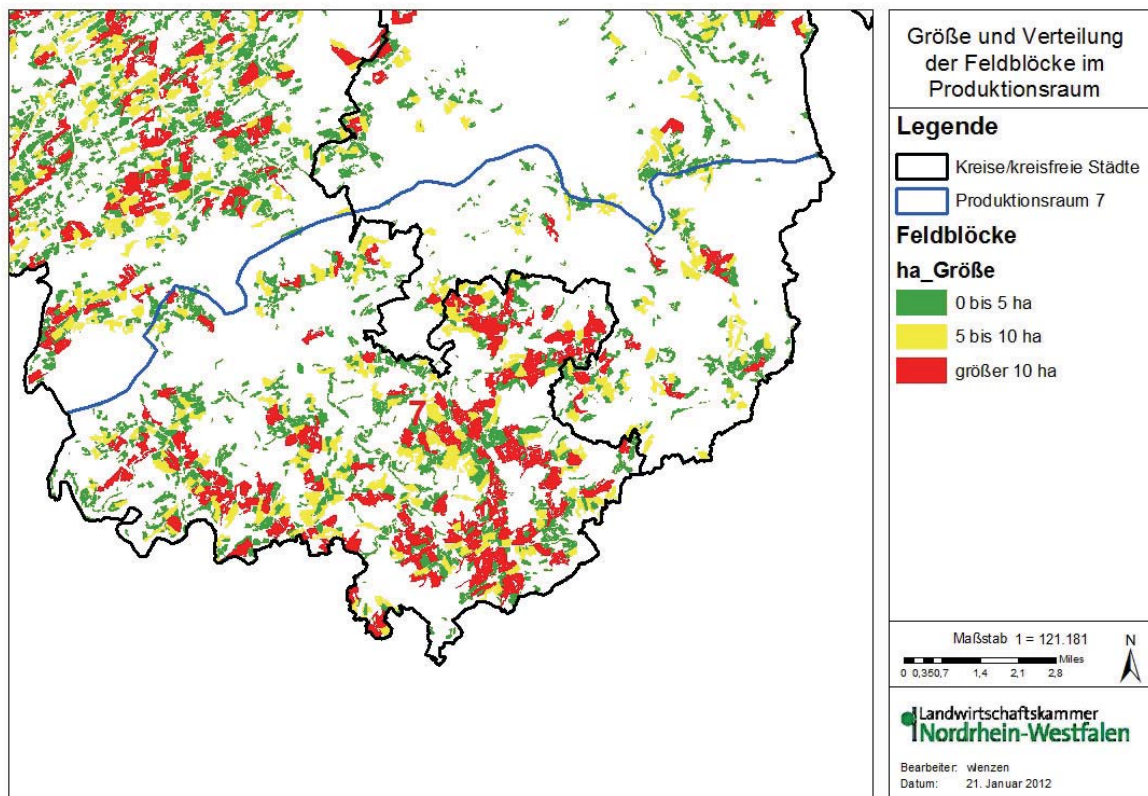 Größe und Verteilung
der Feldblöcke im
Produktionsraum
Legende
Kreise/kreisfreie Städte
Produktionsraum 7
Feldblöcke
ha_Größe
0 bis 5 ha
5 bis 10 ha
größer 10 ha
7
Maßstab 1 = 121.181
N
Miles
0 0,350,7 1,4 2,1 2,8
Landwirtschaftskammer
Nordrhein-Westfalen
Bearbeiter: wienzen
Datum: 21. Januar 2012